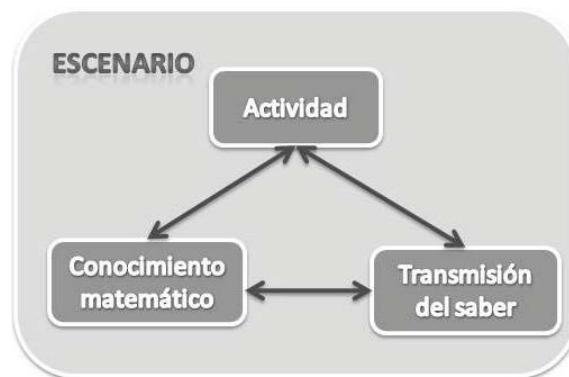 ESCENARIO
Actividad
Conocimiento
matemático
Transmisión
del saber